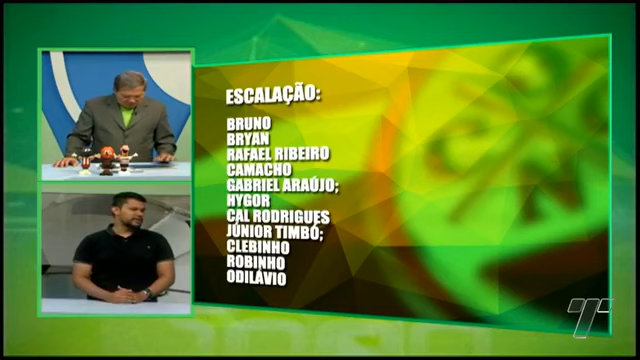 ESCALAÇÃO:
BRUNO
BRYAN
RAFAEL RIBEIRO
CAMACHO
GABRIEL ARAÚJO;
HYGOR
CAL RODRIGUES
JÚNIOR TIMBÓ;
CLEBINHO
ROBINHO
ODILÁVIO